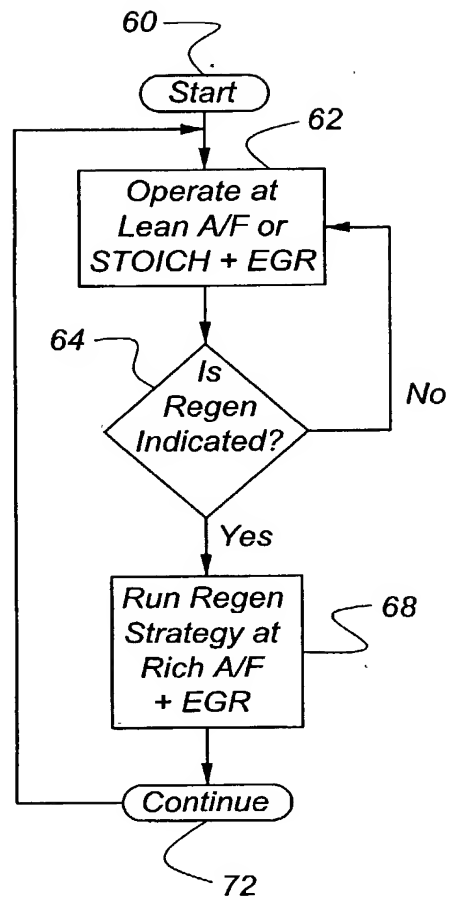 60
Start
62
Operate at
Lean A/F or
STOICH + EGR
64
Is
Regen
Indicated?
No
Yes
Run Regen
Strategy at
Rich A/F
+ EGR
68
Continue
72